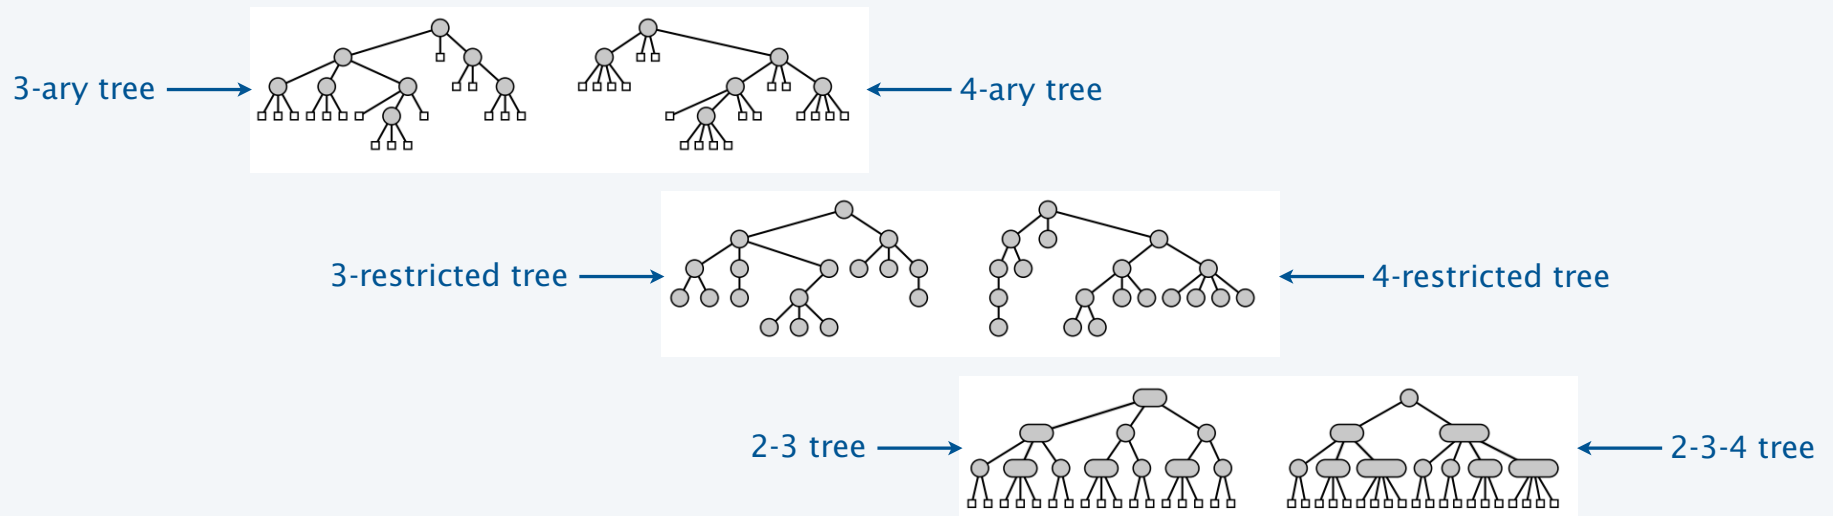 3-ary tree
4-ary tree
3-restricted tree
4-restricted tree
2-3 tree
2-3-4 tree